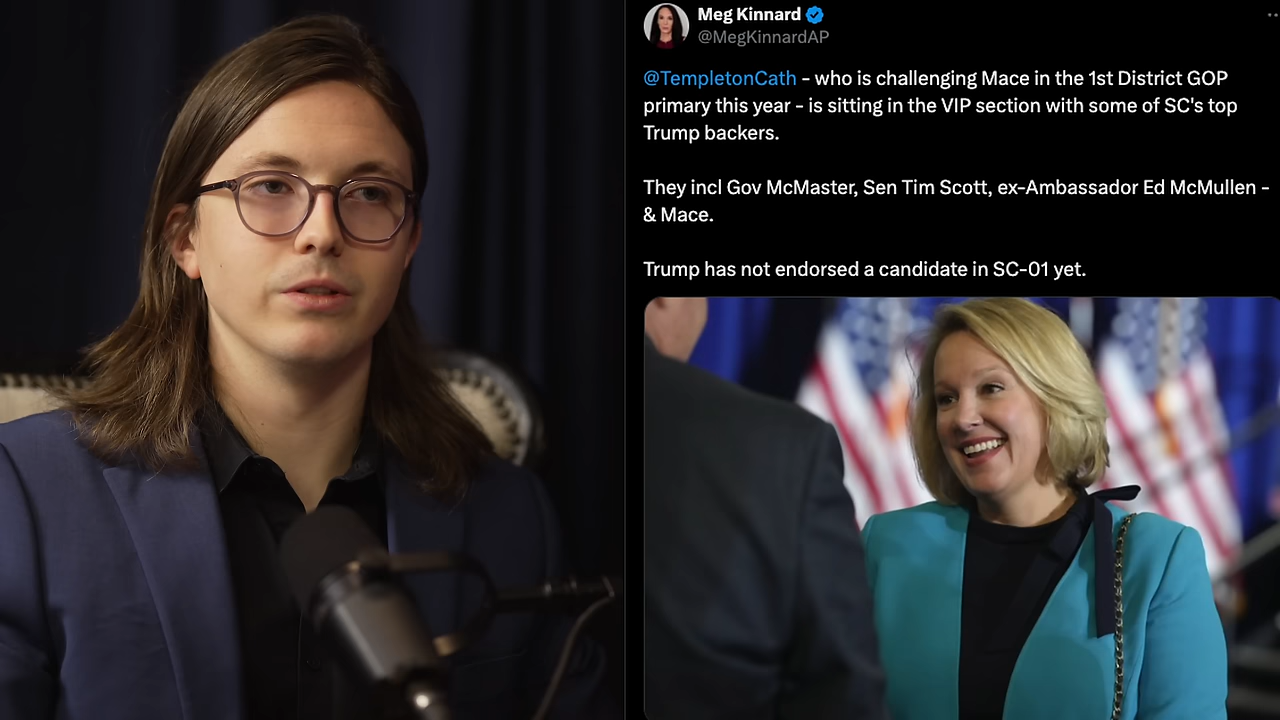 Meg Kinnard
@MegKinnardAP
@TempletonCath - who is challenging Mace in the 1st District GOP
primary this year - is sitting in the VIP section with some of SC's top
Trump backers.
They incl Gov McMaster, Sen Tim Scott, ex-Ambassador Ed McMullen -
& Mace.
Trump has not endorsed a candidate in SC-01 yet.